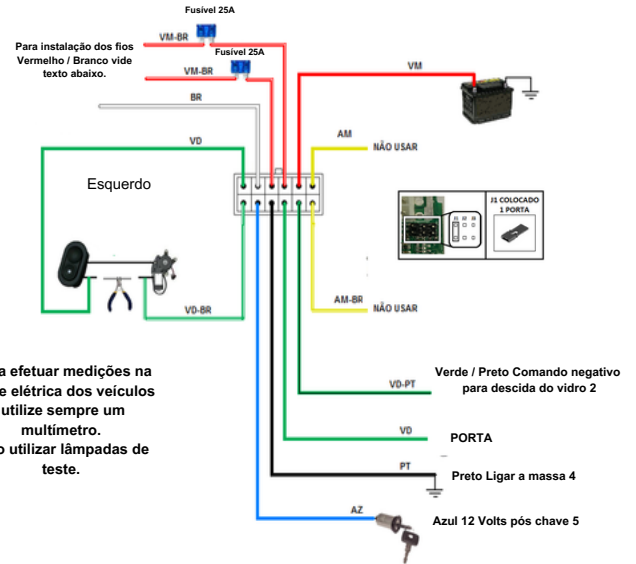 Fusível 25A
VM-BR
Para instalação dos fios
Vermelho / Branco vide
texto abaixo.
Fusível 25A
VM-BR
VM
BR
AM
NÃO USAR
VD
Esquerdo
J1 COLOCADO
1 PORTA
J1 J2 J3
VD-BR
AM-BR
NÃO USAR
a efetuar medições na
e elétrica dos veículos
utilize sempre um
multímetro.
o utilizar lâmpadas de
teste.
VD-PT
Verde / Preto Comando negativo
para descida do vidro 2
VD
PORTA
PT
Preto Ligar a massa 4
AZ
Azul 12 Volts pós chave 5